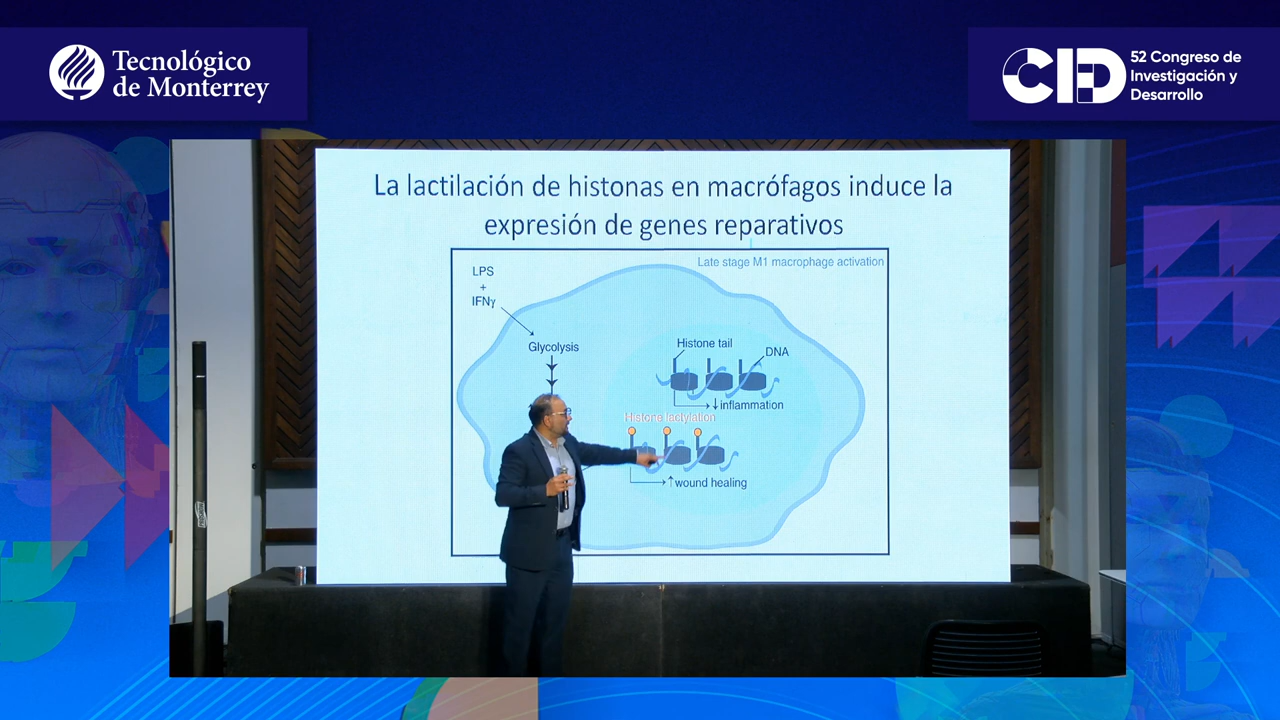 Tecnológico
de Monterrey
CID
52 Congreso de
Investigación y
Desarrollo
La lactilación de histonas en macrófagos induce la
expresión de genes reparativos
Late stage M1 macrophage activation
LPS
+
IFNγ
Glycolysis
Histone tail
DNA
↓inflammation
Histone lactylation
↑wound healing